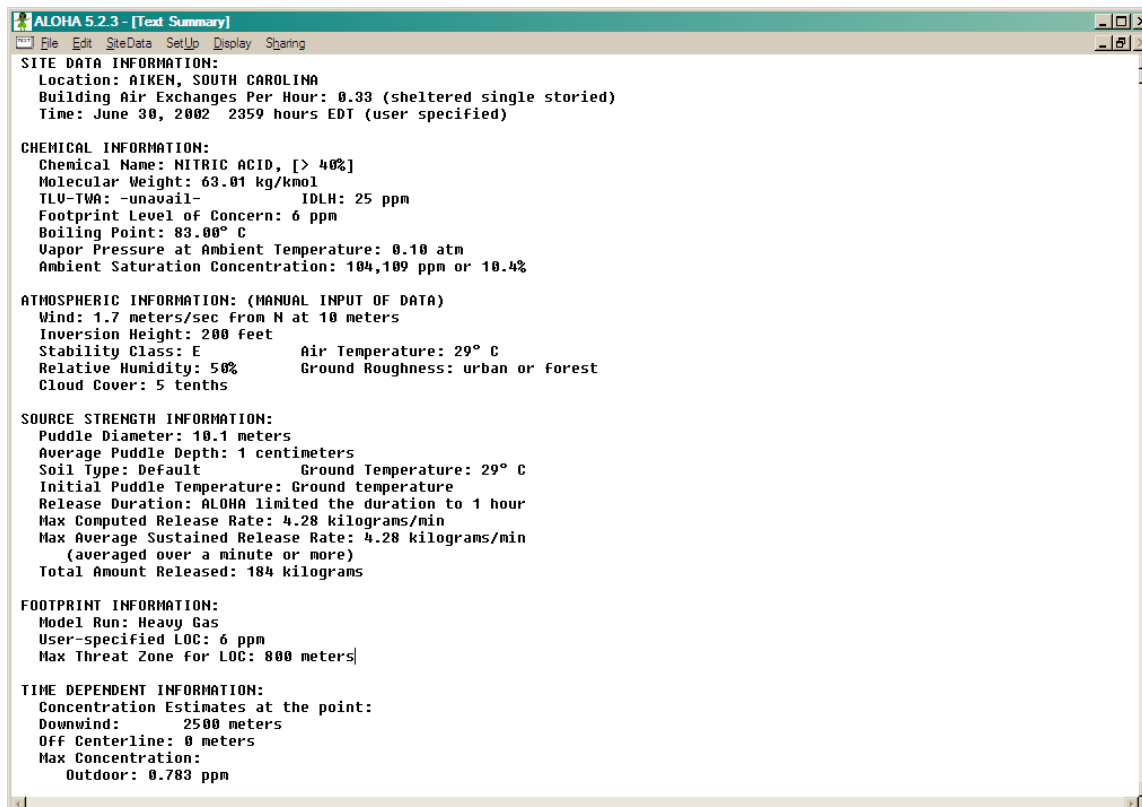 ALOHA 5.2.3 - [Text Summary]
File Edit SiteData SetUp Display Sharing
SITE DATA INFORMATION:
Location: AIKEN, SOUTH CAROLINA
Building Air Exchanges Per Hour: 0.33 (sheltered single storied)
Time: June 30, 2002 2359 hours EDT (user specified)
CHEMICAL INFORMATION:
Chemical Name: NITRIC ACID, [> 40%]
Molecular Weight: 63.01 kg/kmol
TLV-TWA: -unavail- IDLH: 25 ppm
Footprint Level of Concern: 6 ppm
Boiling Point: 83.00° C
Vapor Pressure at Ambient Temperature: 0.10 atm
Ambient Saturation Concentration: 104,109 ppm or 10.4%
ATMOSPHERIC INFORMATION: (MANUAL INPUT OF DATA)
Wind: 1.7 meters/sec from N at 10 meters
Inversion Height: 200 feet
Stability Class: E Air Temperature: 29° C
Relative Humidity: 50% Ground Roughness: urban or forest
Cloud Cover: 5 tenths
SOURCE STRENGTH INFORMATION:
Puddle Diameter: 10.1 meters
Average Puddle Depth: 1 centimeters
Soil Type: Default Ground Temperature: 29° C
Initial Puddle Temperature: Ground temperature
Release Duration: ALOHA limited the duration to 1 hour
Max Computed Release Rate: 4.28 kilograms/min
Max Average Sustained Release Rate: 4.28 kilograms/min
(averaged over a minute or more)
Total Amount Released: 184 kilograms
FOOTPRINT INFORMATION:
Model Run: Heavy Gas
User-specified LOC: 6 ppm
Max Threat Zone for LOC: 800 meters
TIME DEPENDENT INFORMATION:
Concentration Estimates at the point:
Downwind: 2500 meters
Off Centerline: 0 meters
Max Concentration:
Outdoor: 0.783 ppm